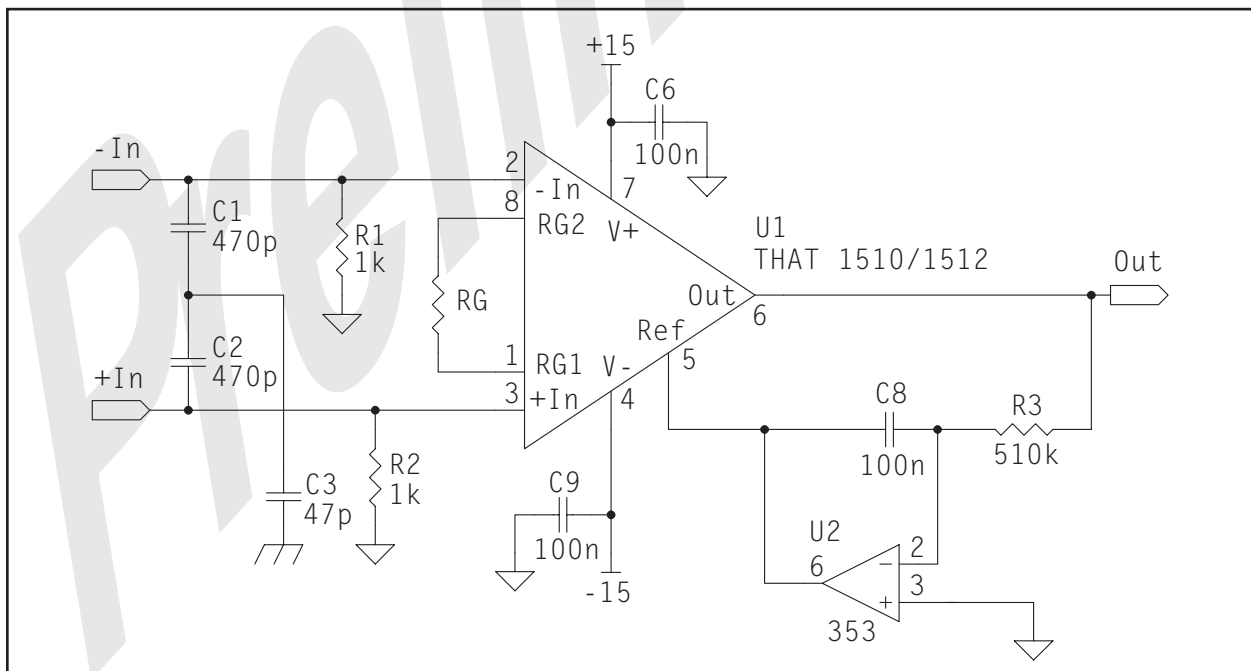 Prelim
+15
C6
100n
-In
2
7
-In
8
RG2
V+
C1
470p
R1
1k
U1
THAT 1510/1512
Out
RG
Out
6
Ref
5
C2
470p
1
RG1
V-
4
+In
3
+In
C8
100n
R3
510k
R2
1k
C3
47p
C9
100n
-15
U2
6
2
-
3
+
353